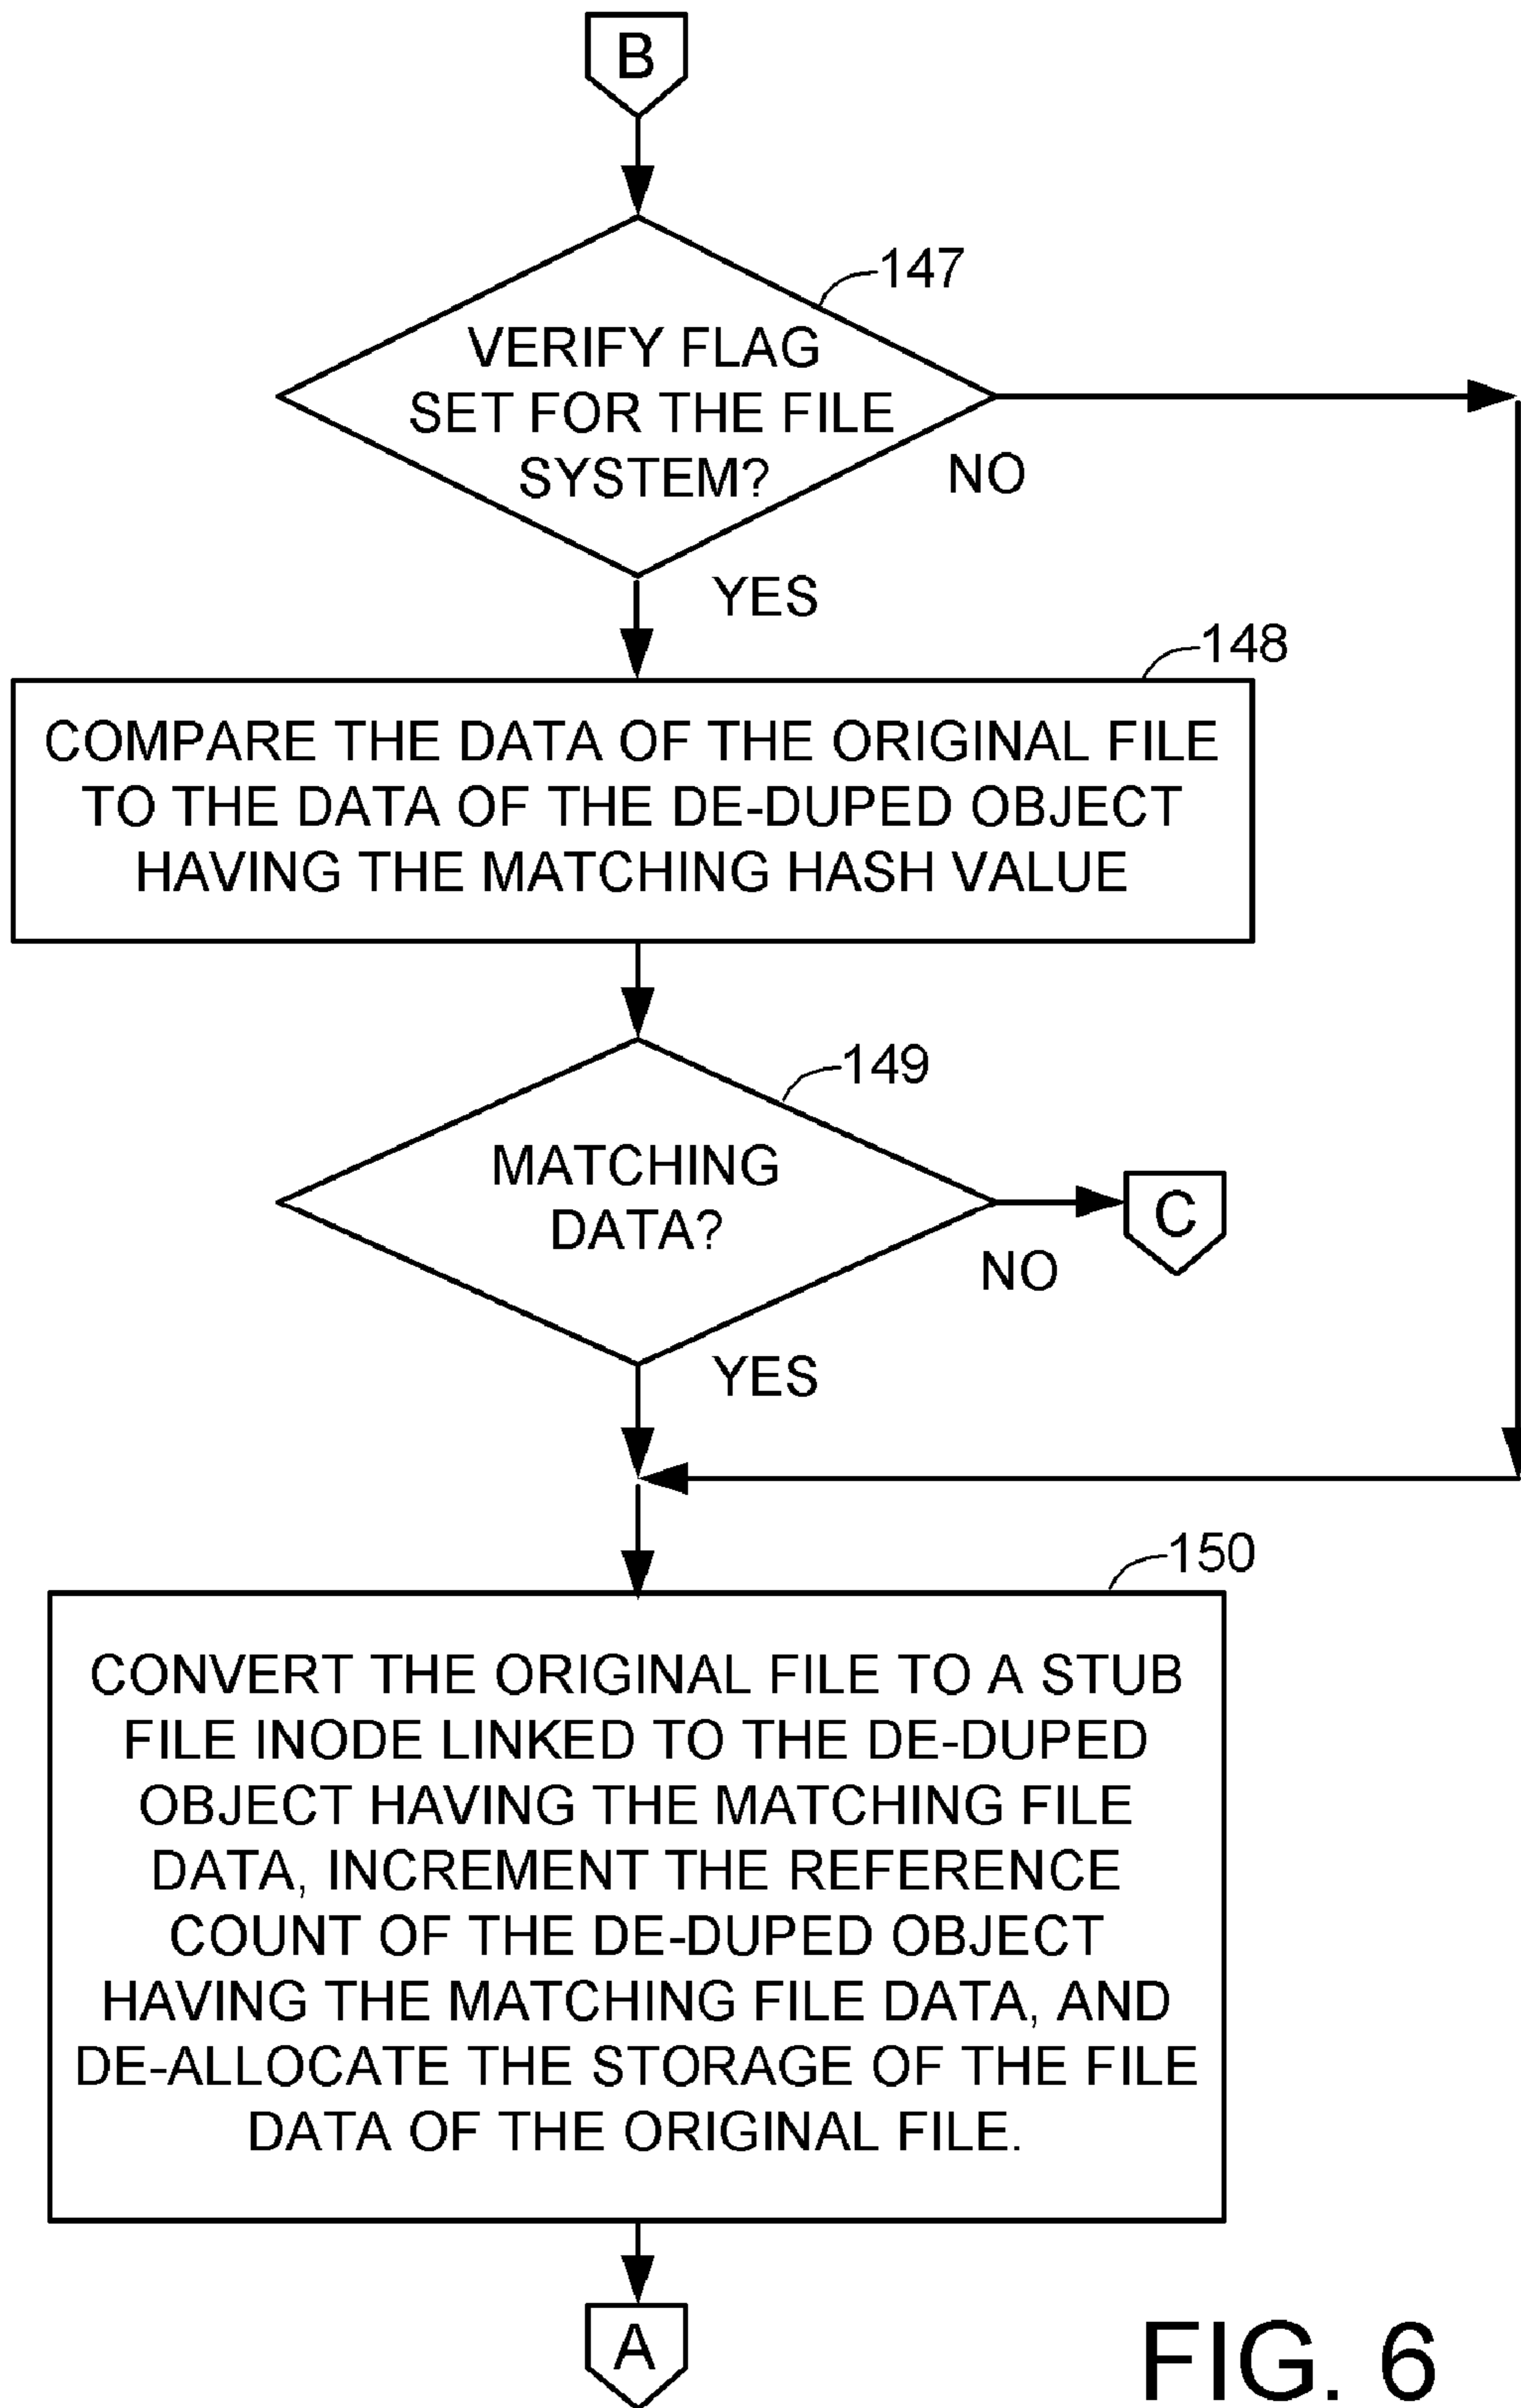 B
147
VERIFY FLAG
SET FOR THE FILE
SYSTEM?
NO
YES
148
COMPARE THE DATA OF THE ORIGINAL FILE
TO THE DATA OF THE DE-DUPED OBJECT
HAVING THE MATCHING HASH VALUE
149
MATCHING
DATA?
C
NO
YES
150
CONVERT THE ORIGINAL FILE TO A STUB
FILE INODE LINKED TO THE DE-DUPED
OBJECT HAVING THE MATCHING FILE
DATA, INCREMENT THE REFERENCE
COUNT OF THE DE-DUPED OBJECT
HAVING THE MATCHING FILE DATA, AND
DE-ALLOCATE THE STORAGE OF THE FILE
DATA OF THE ORIGINAL FILE.
A
FIG. 6